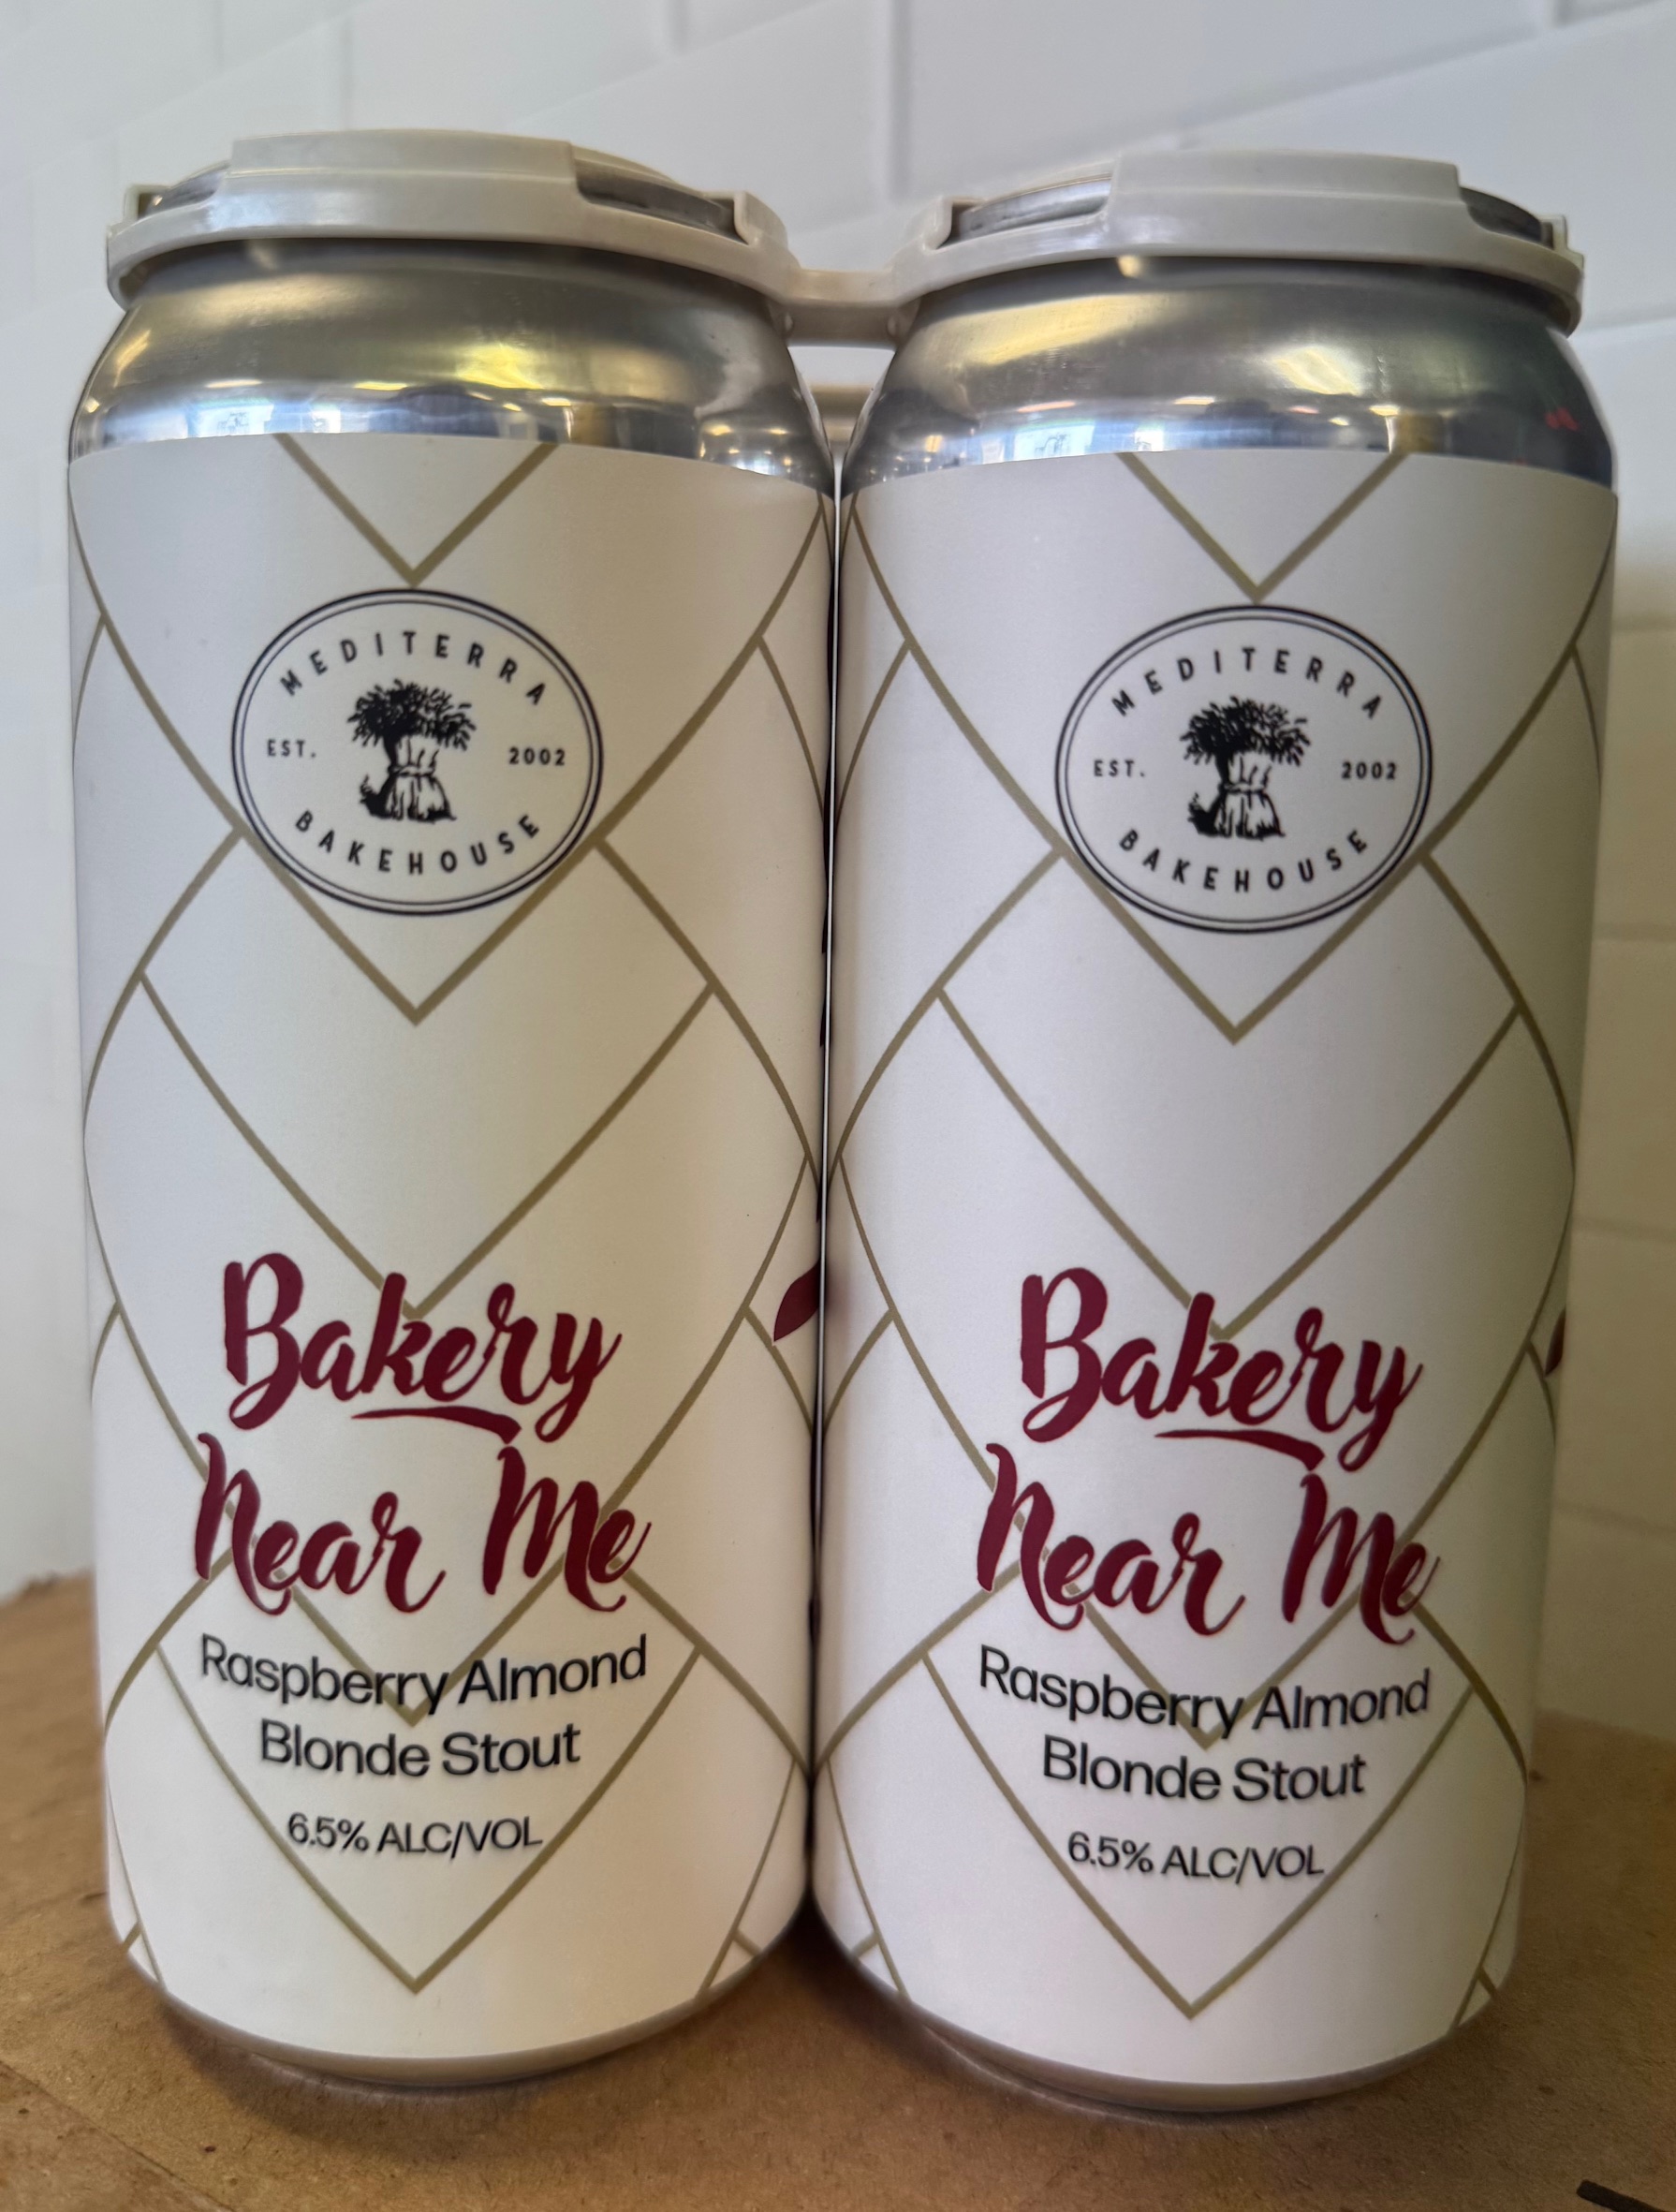 MEDITERRA
EST. 2002
BAKEHOUSE
Bakery
Near Me
Raspberry Almond
Blonde Stout
6.5% ALC/VOL
MEDITERRA
EST. 2002
BAKEHOUSE
Bakery
Near Me
Raspberry Almond
Blonde Stout
6.5% ALC/VOL